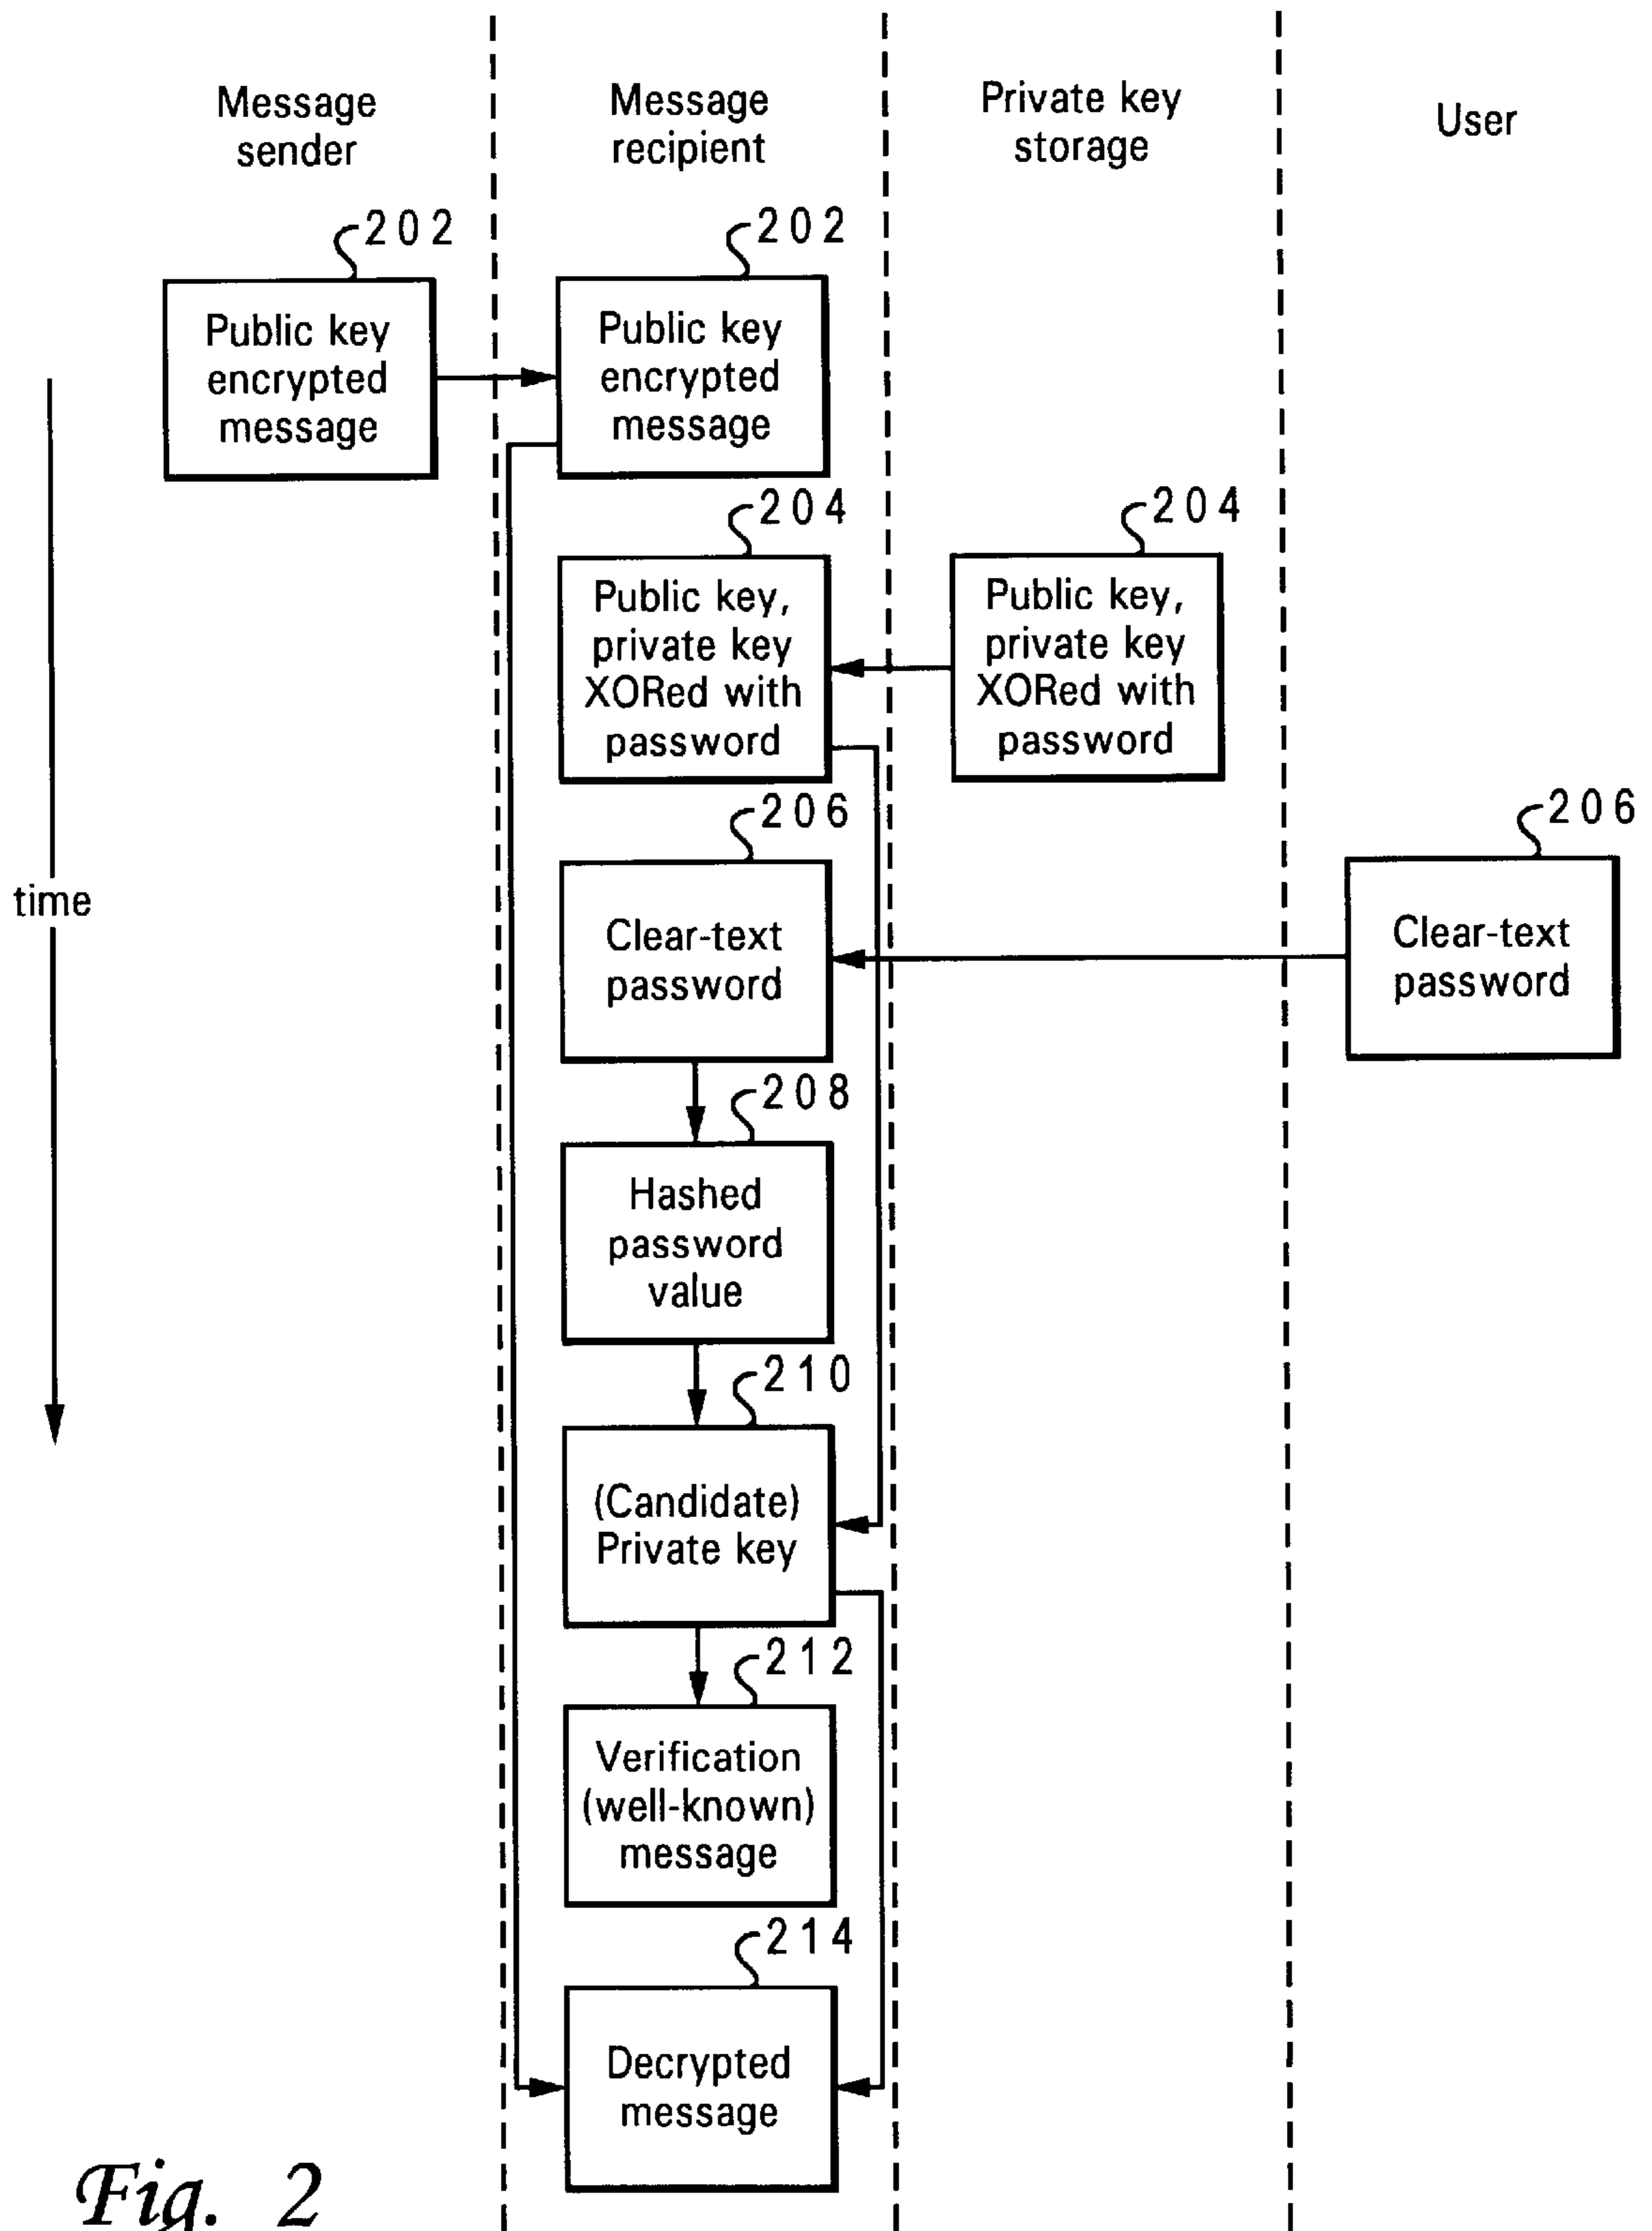 Message
sender
Message
recipient
Private key
storage
User
202
202
Public key
encrypted
message
Public key
encrypted
message
204
204
Public key,
private key
XORed with
password
Public key,
private key
XORed with
password
206
206
time
Clear-text
password
Clear-text
password
208
Hashed
password
value
210
(Candidate)
Private key
212
Verification
(well-known)
message
214
Decrypted
message
Fig. 2